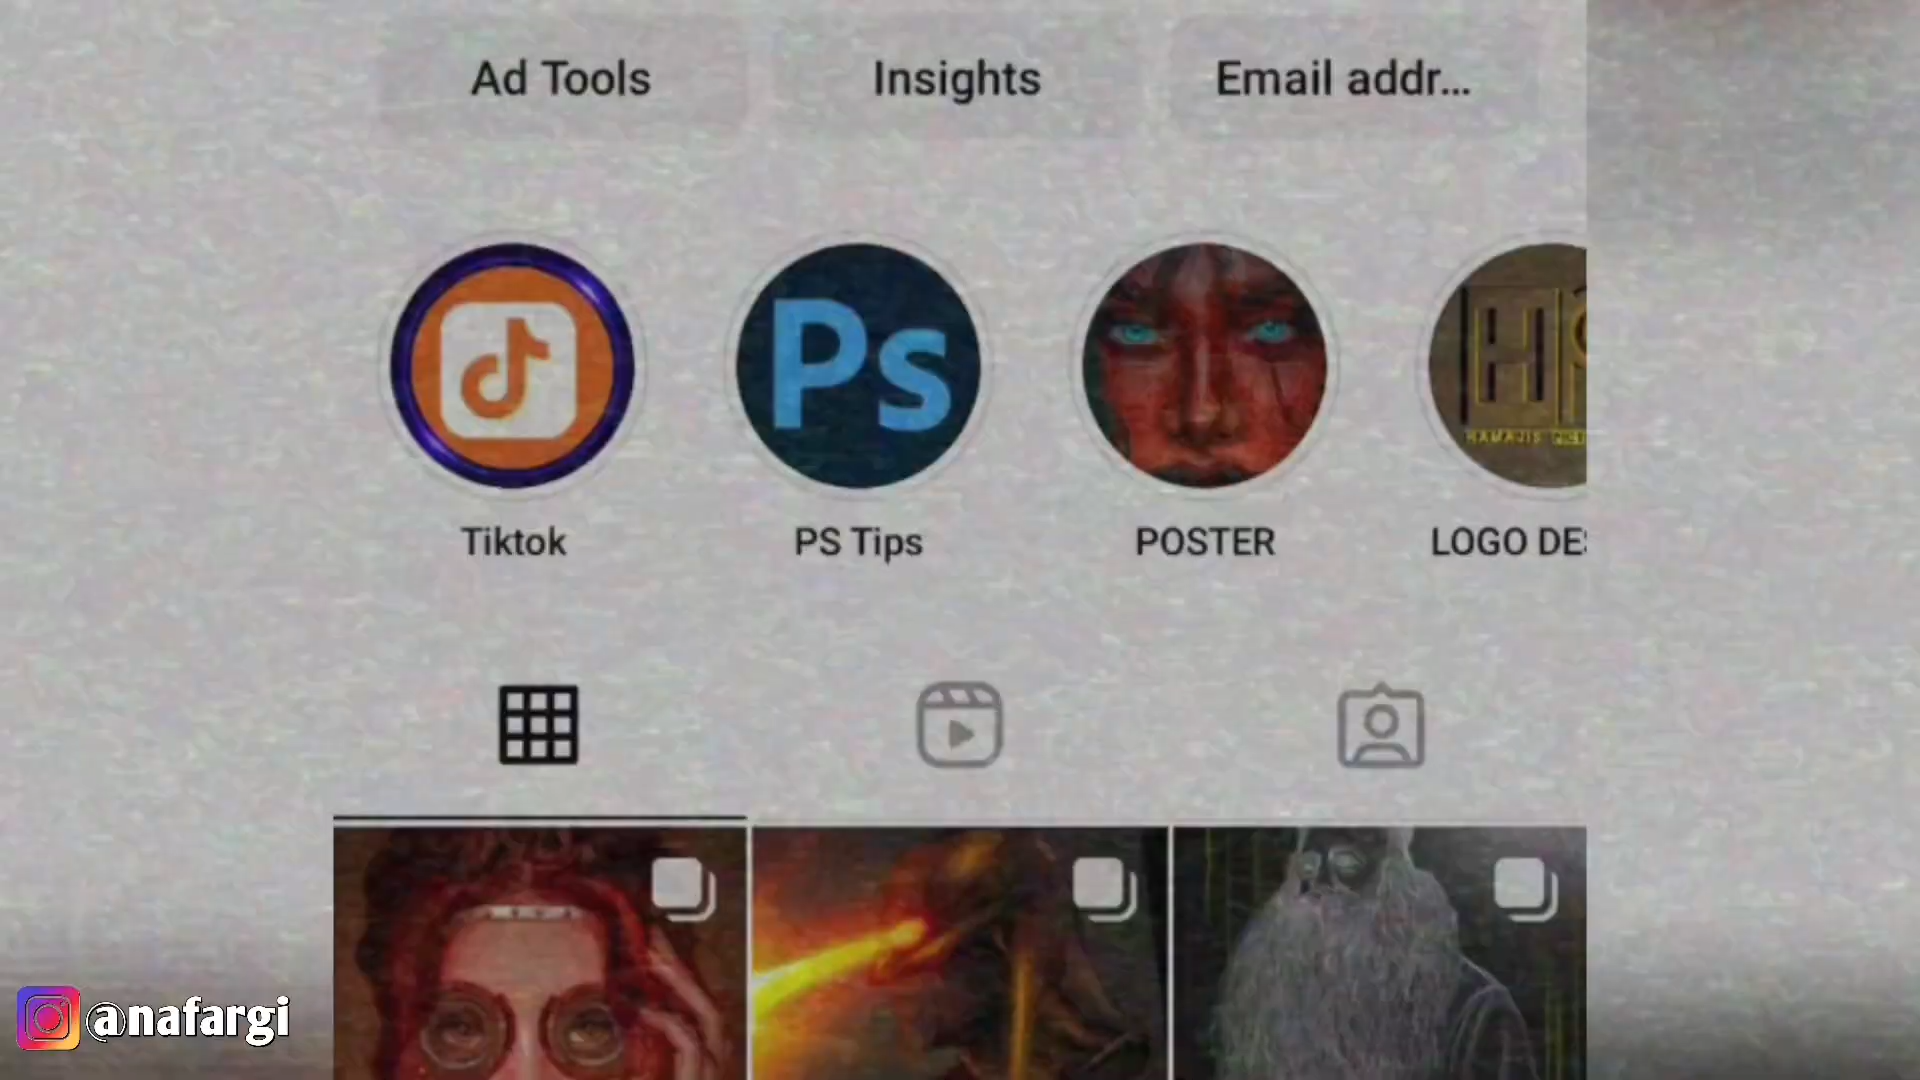 Ad Tools
Insights
Email addr...
Ps
Tiktok
PS Tips
POSTER
LOGO DE
@nafargi